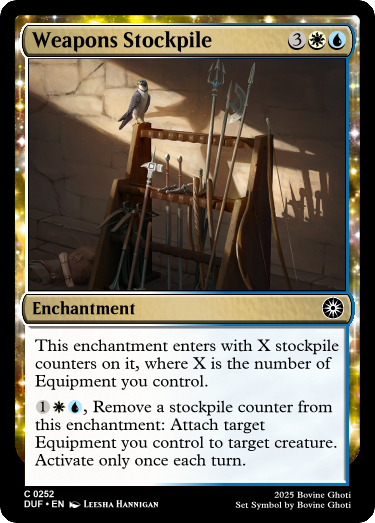 Weapons Stockpile 3
Enchantment
This enchantment enters with X stockpile
counters on it, where X is the number of
Equipment you control.
1, Remove a stockpile counter from
this enchantment: Attach target
Equipment you control to target creature.
Activate only once each turn.
C 0252
DUF • EN LEESHA HANNIGAN
2025 Bovine Ghoti
Set Symbol by Bovine Ghoti